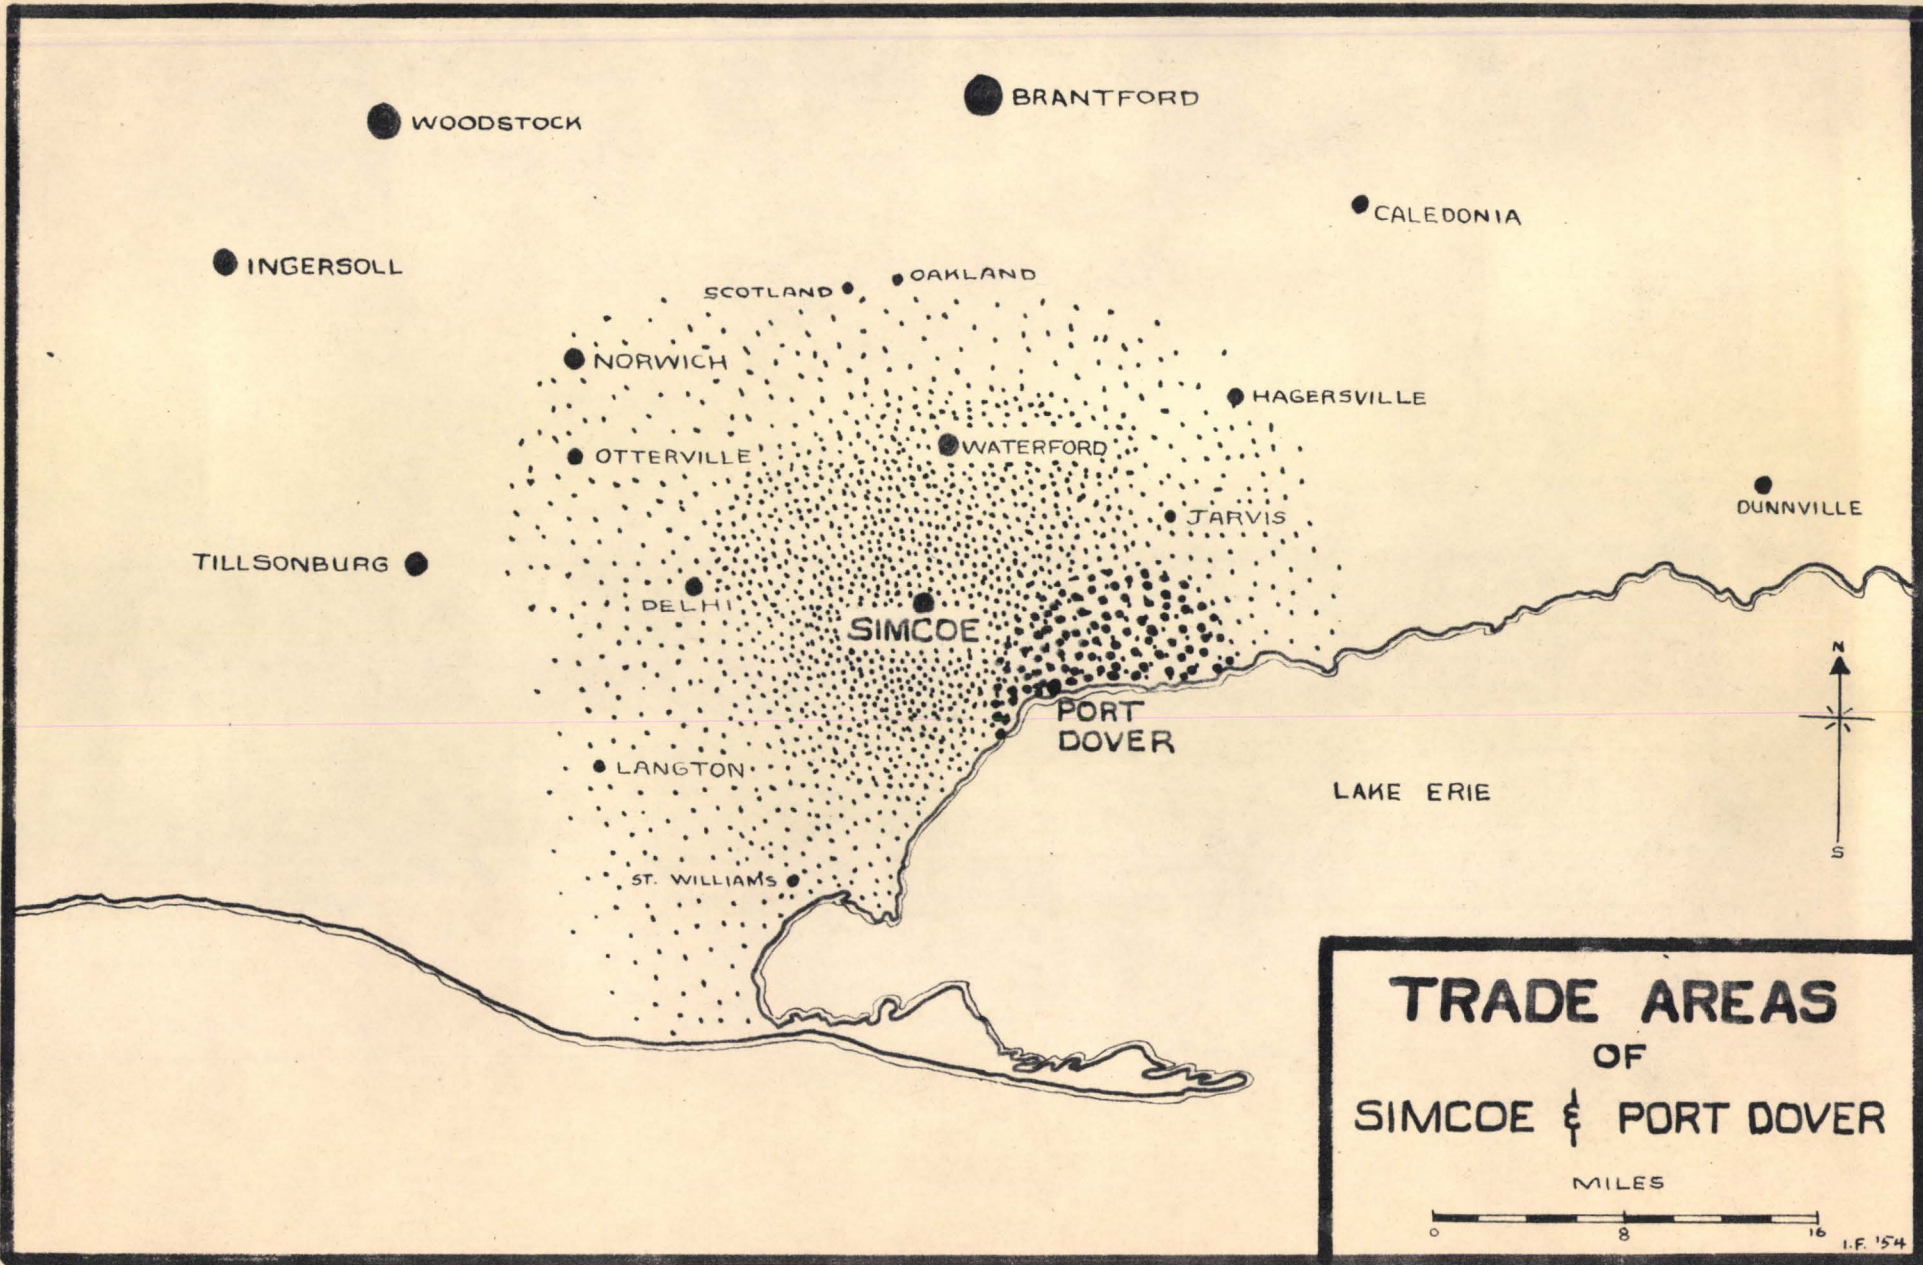 BRANTFORD
WOODSTOCK
CALEDONIA
INGERSOLL
OAKLAND
SCOTLAND
NORWICH
HAGERSVILLE
WATERFORD
OTTERVILLE
DUNNVILLE
JARVIS
TILLSONBURG
DELHI
SIMCOE
N
PORT
DOVER
LANGTON
LAKE ERIE
S
ST. WILLIAMS
TRADE AREAS
OF
SIMCOE & PORT DOVER
MILES
0 8 16
I.F. '54